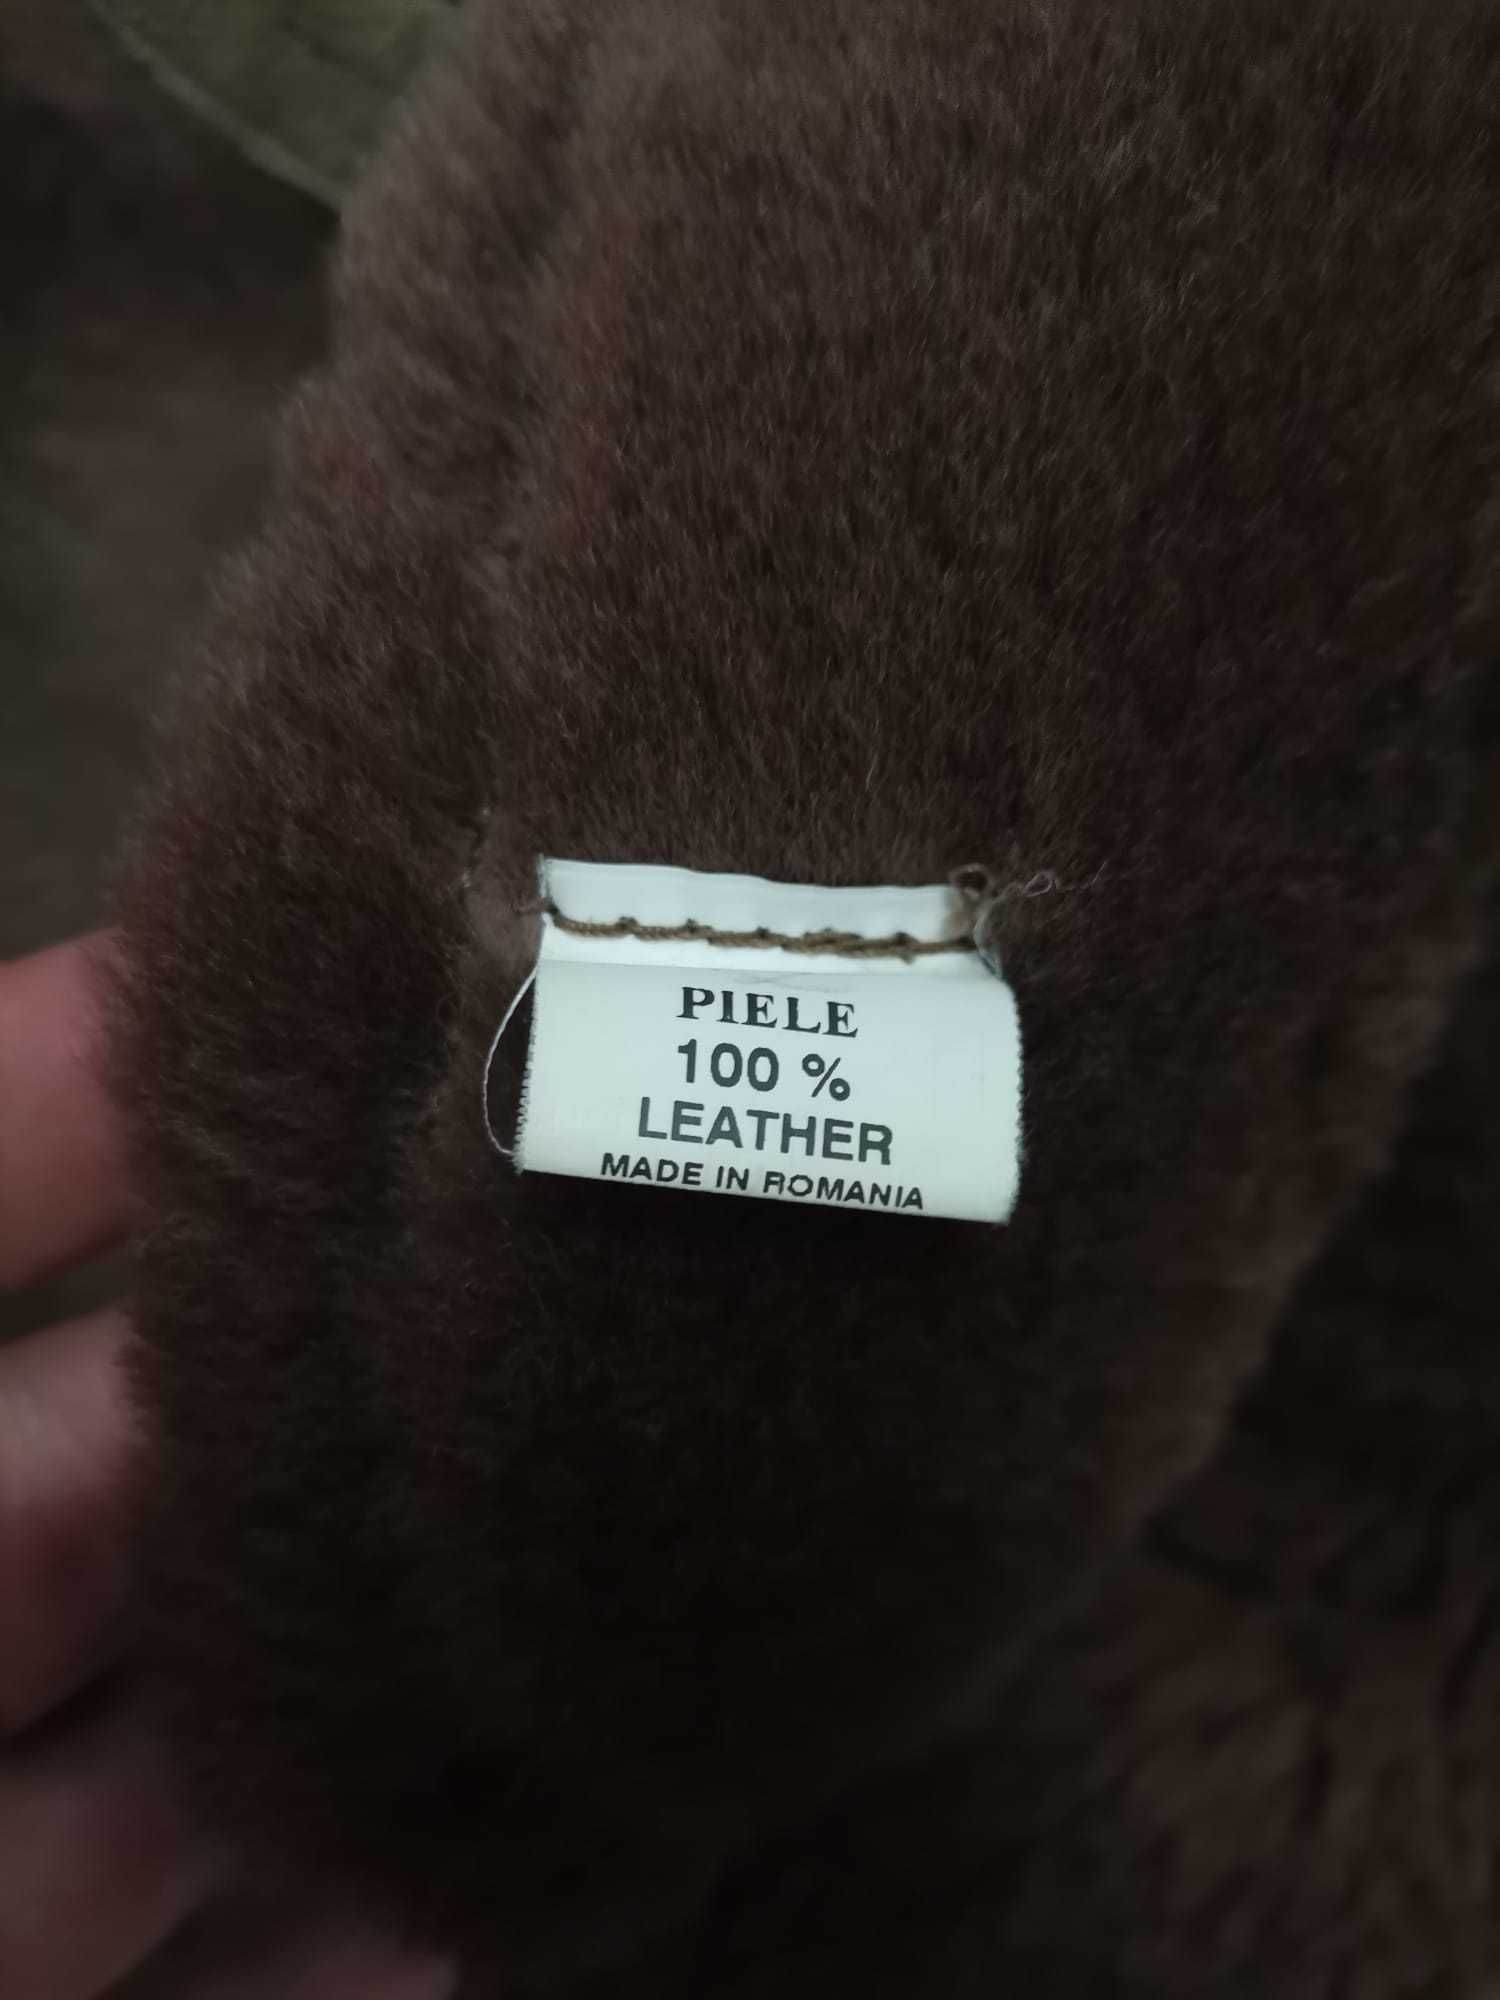 PIELE
100 %
LEATHER
MADE IN ROMANIA